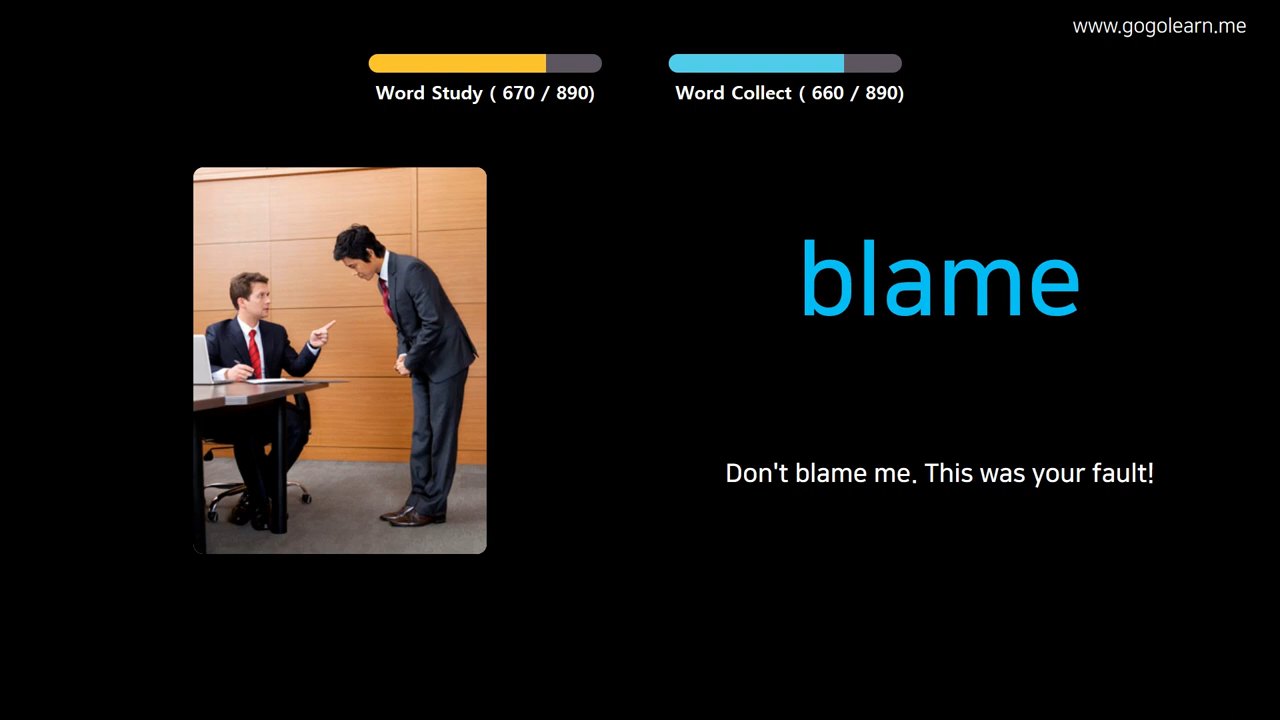 www.gogolearn.me
Word Study ( 670 / 890)
Word Collect ( 660 / 890)
blame
Don't blame me. This was your fault!